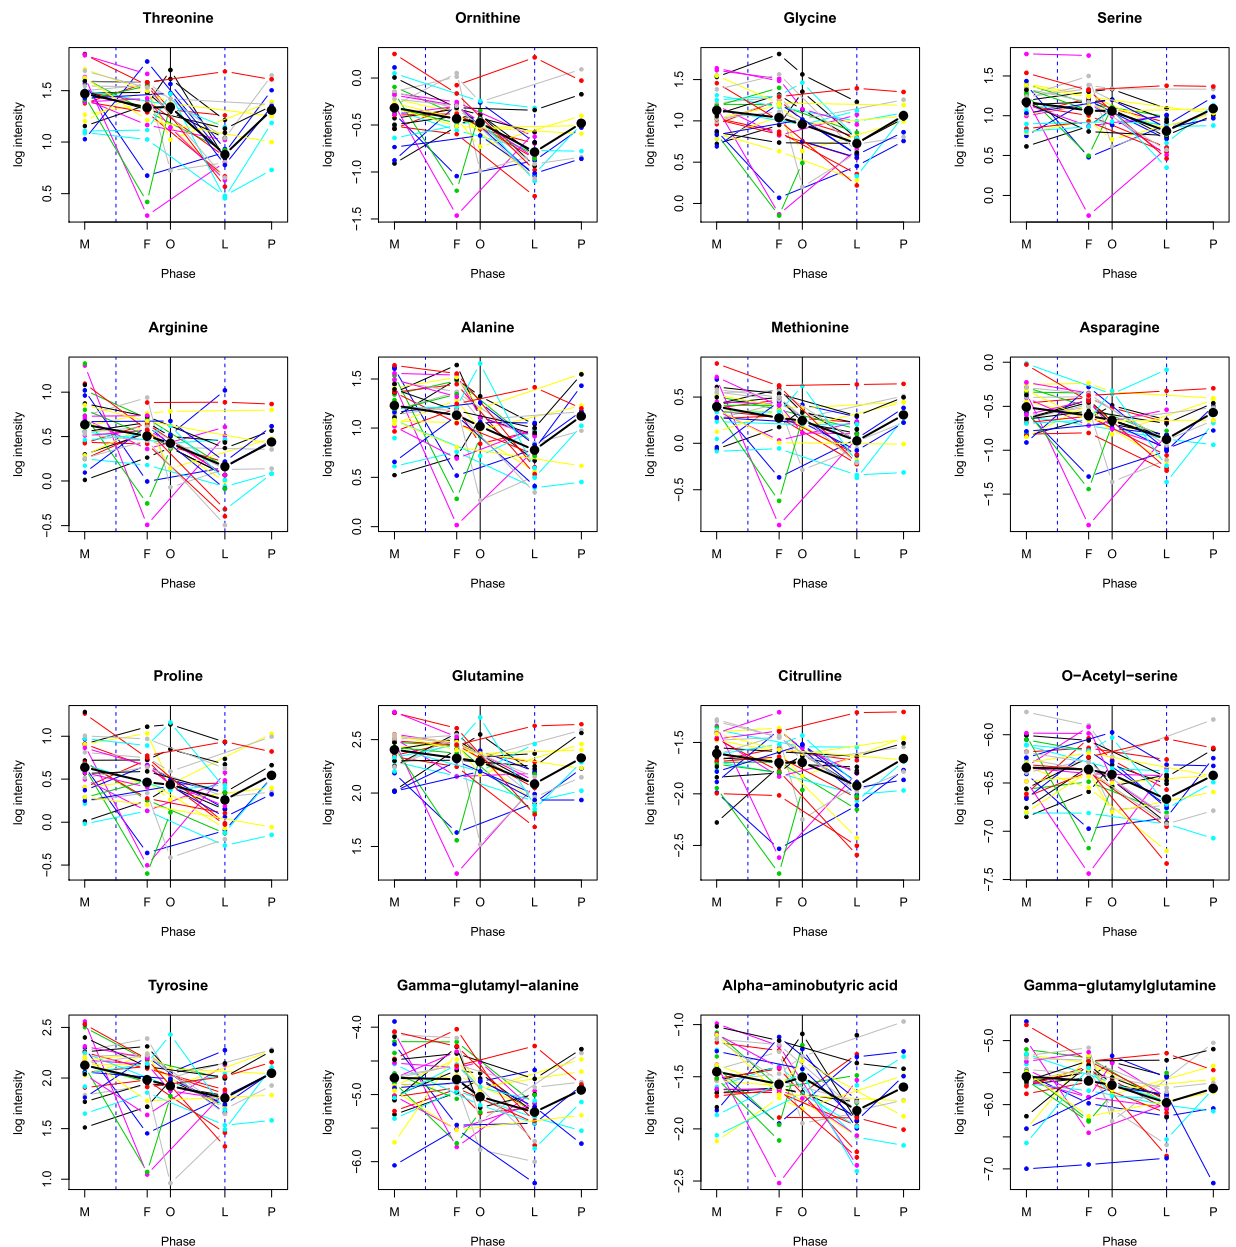 Threonine
log intensity
1.5
1.0
0.5
M F O L P
Phase
Ornithine
log intensity
0.0
−0.5
−1.0
−1.5
M F O L P
Phase
Glycine
log intensity
1.5
1.0
0.5
0.0
M F O L P
Phase
Serine
log intensity
1.5
1.0
0.5
0.0
M F O L P
Phase
Arginine
log intensity
1.0
0.5
0.0
−0.5
M F O L P
Phase
Alanine
log intensity
1.5
1.0
0.5
0.0
M F O L P
Phase
Methionine
log intensity
0.5
0.0
−0.5
M F O L P
Phase
Asparagine
log intensity
0.0
−0.5
−1.0
−1.5
M F O L P
Phase
Proline
log intensity
1.0
0.5
0.0
−0.5
M F O L P
Phase
Glutamine
log intensity
2.5
2.0
1.5
M F O L P
Phase
Citrulline
log intensity
−1.5
−2.0
−2.5
M F O L P
Phase
O−Acetyl−serine
log intensity
−6.0
−6.5
−7.0
−7.5
M F O L P
Phase
Tyrosine
log intensity
2.5
2.0
1.5
1.0
M F O L P
Phase
Gamma−glutamyl−alanine
log intensity
−4.0
−5.0
−6.0
M F O L P
Phase
Alpha−aminobutyric acid
log intensity
−1.0
−1.5
−2.0
−2.5
M F O L P
Phase
Gamma−glutamylglutamine
log intensity
−5.0
−6.0
−7.0
M F O L P
Phase